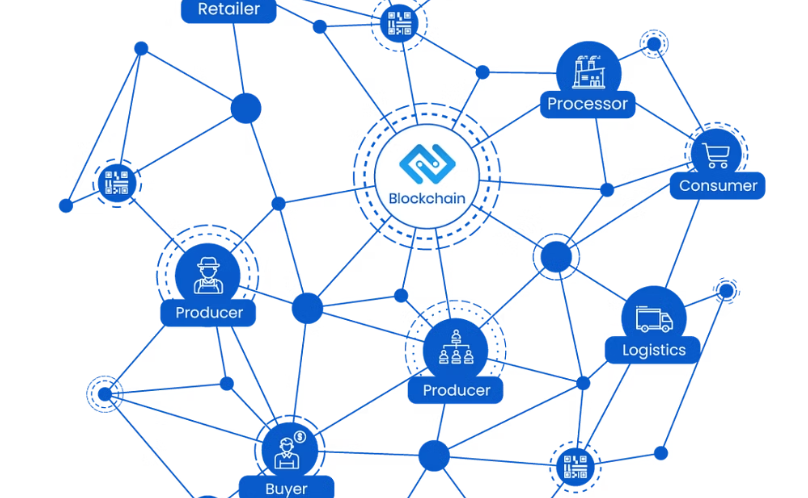 Retailer
Processor
Blockchain
Consumer
Producer
Logistics
Producer
Buyer